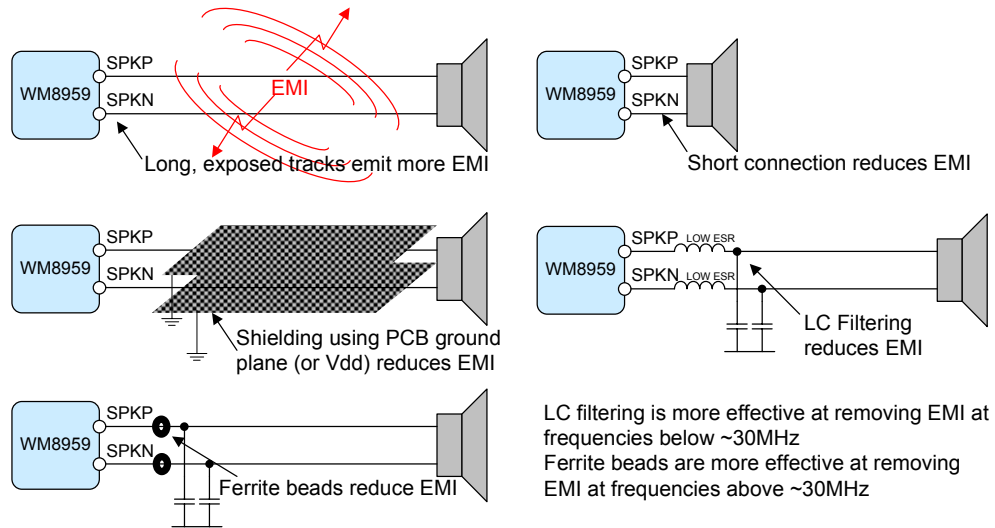 WM8959
SPKP
SPKN
EMI
Long, exposed tracks emit more EMI
WM8959
SPKP
SPKN
Short connection reduces EMI
WM8959
SPKP
SPKN
Shielding using PCB ground
plane (or Vdd) reduces EMI
WM8959
SPKP
LOW ESR
SPKN
LOW ESR
LC Filtering
reduces EMI
WM8959
SPKP
SPKN
Ferrite beads reduce EMI
LC filtering is more effective at removing EMI at
frequencies below ~30MHz
Ferrite beads are more effective at removing
EMI at frequencies above ~30MHz